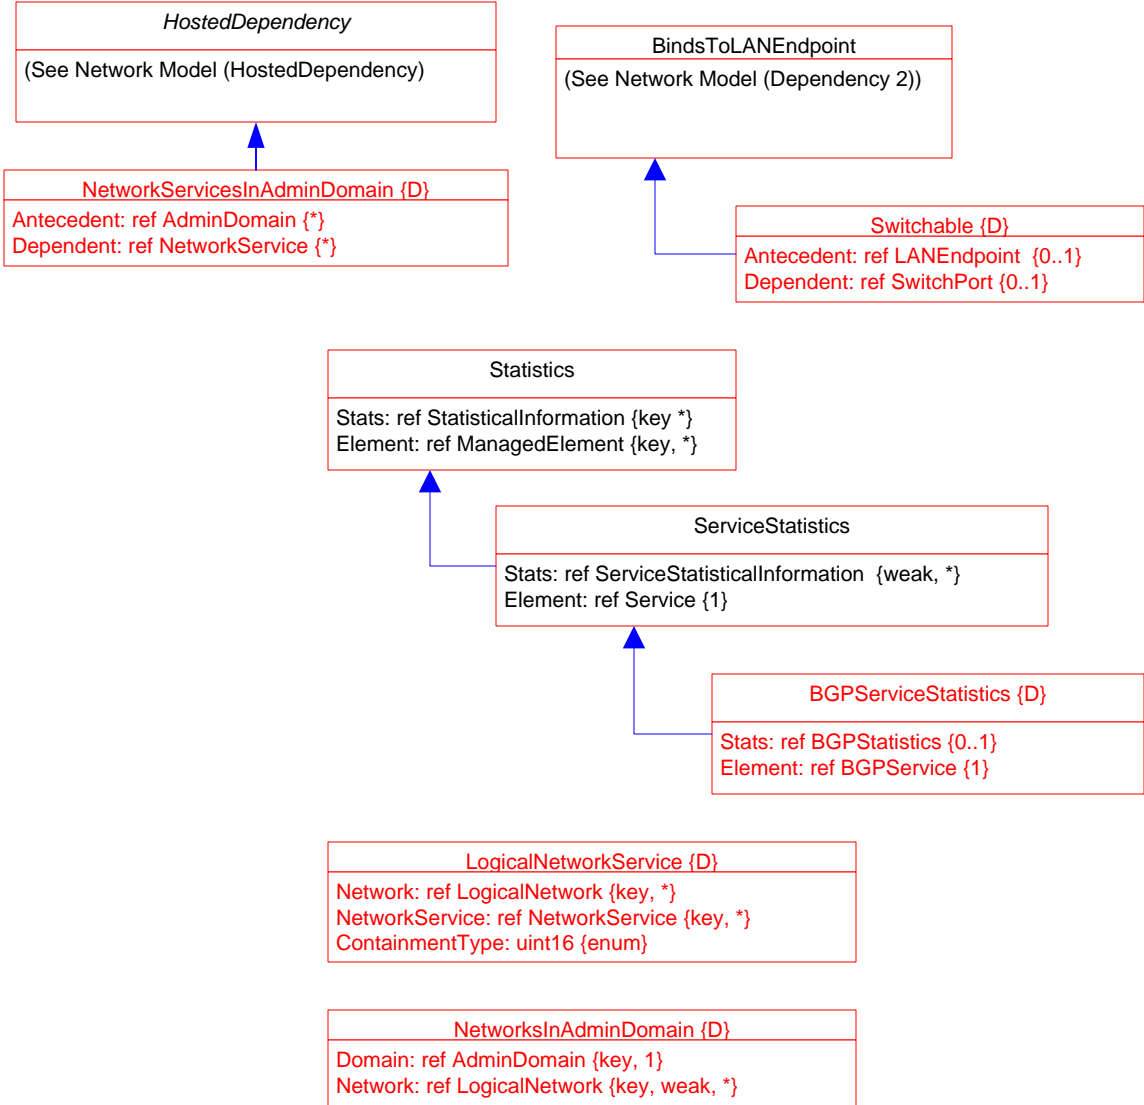 HostedDependency
(See Network Model (HostedDependency)
BindsToLANEndpoint
(See Network Model (Dependency 2))
NetworkServicesInAdminDomain {D}
Antecedent: ref AdminDomain {*}
Dependent: ref NetworkService {*}
Switchable {D}
Antecedent: ref LANEndpoint  {0..1}
Dependent: ref SwitchPort {0..1}
Statistics
Stats: ref StatisticalInformation {key *}
Element: ref ManagedElement {key, *}
ServiceStatistics
Stats: ref ServiceStatisticalInformation  {weak, *}
Element: ref Service {1}
BGPServiceStatistics {D}
Stats: ref BGPStatistics {0..1}
Element: ref BGPService {1}
LogicalNetworkService {D}
Network: ref LogicalNetwork {key, *}
NetworkService: ref NetworkService {key, *}
ContainmentType: uint16 {enum}
NetworksInAdminDomain {D}
Domain: ref AdminDomain {key, 1}
Network: ref LogicalNetwork {key, weak, *}